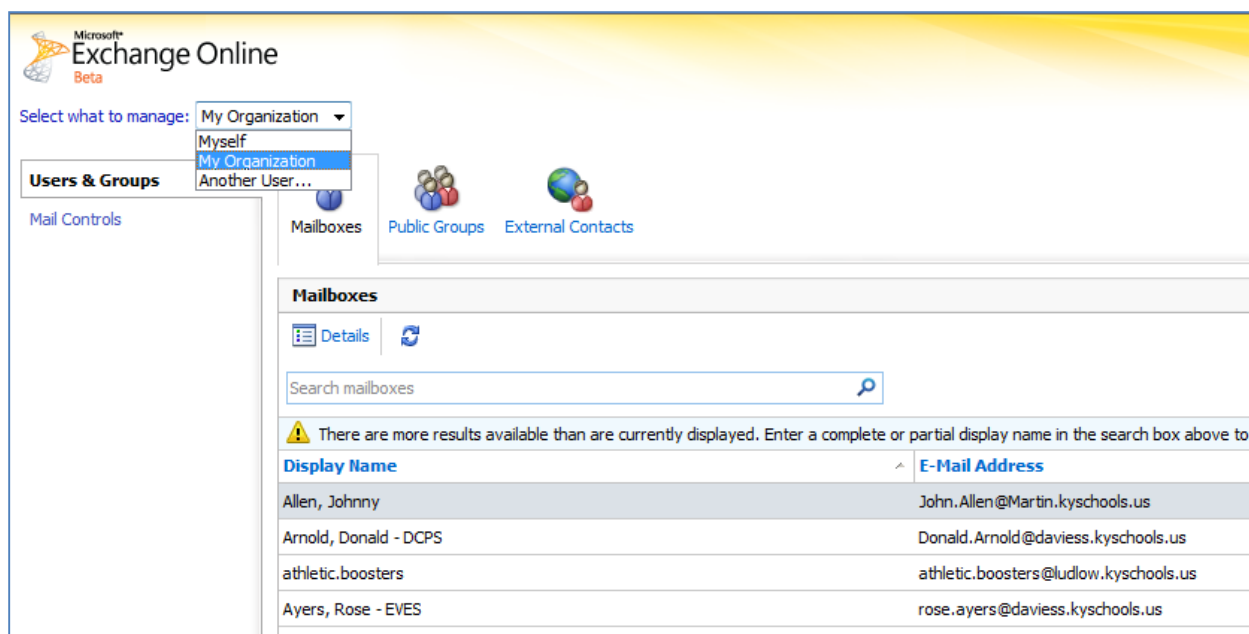 Microsoft®
Exchange Online
Beta
Select what to manage: My Organization
Myself
My Organization
Another User...
Users & Groups
Mail Controls
Mailboxes Public Groups External Contacts
Mailboxes
Details
Search mailboxes
There are more results available than are currently displayed. Enter a complete or partial display name in the search box above to
Display Name E-Mail Address
Allen, Johnny John.Allen@Martin.kyschools.us
Arnold, Donald - DCPS Donald.Arnold@daviess.kyschools.us
athletic.boosters athletic.boosters@ludlow.kyschools.us
Ayers, Rose - EVES rose.ayers@daviess.kyschools.us